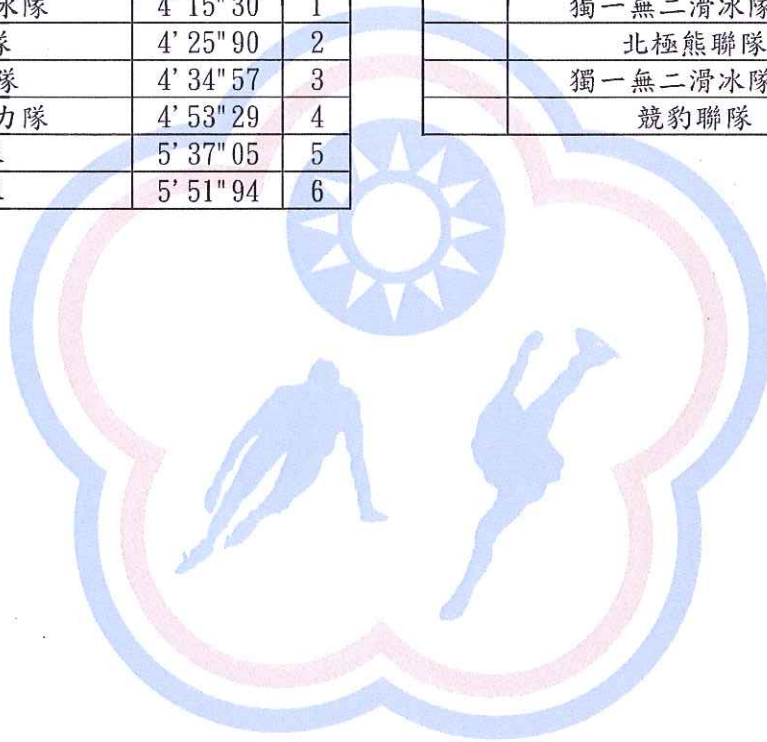 冰隊 4'15"30 1 獨一無二滑冰隊
隊 4'25"90 2 北極熊聯隊
隊 4'34"57 3 獨一無二滑冰隊
力隊 4'53"29 4 競豹聯隊
5'37"05 5
5'51"94 6